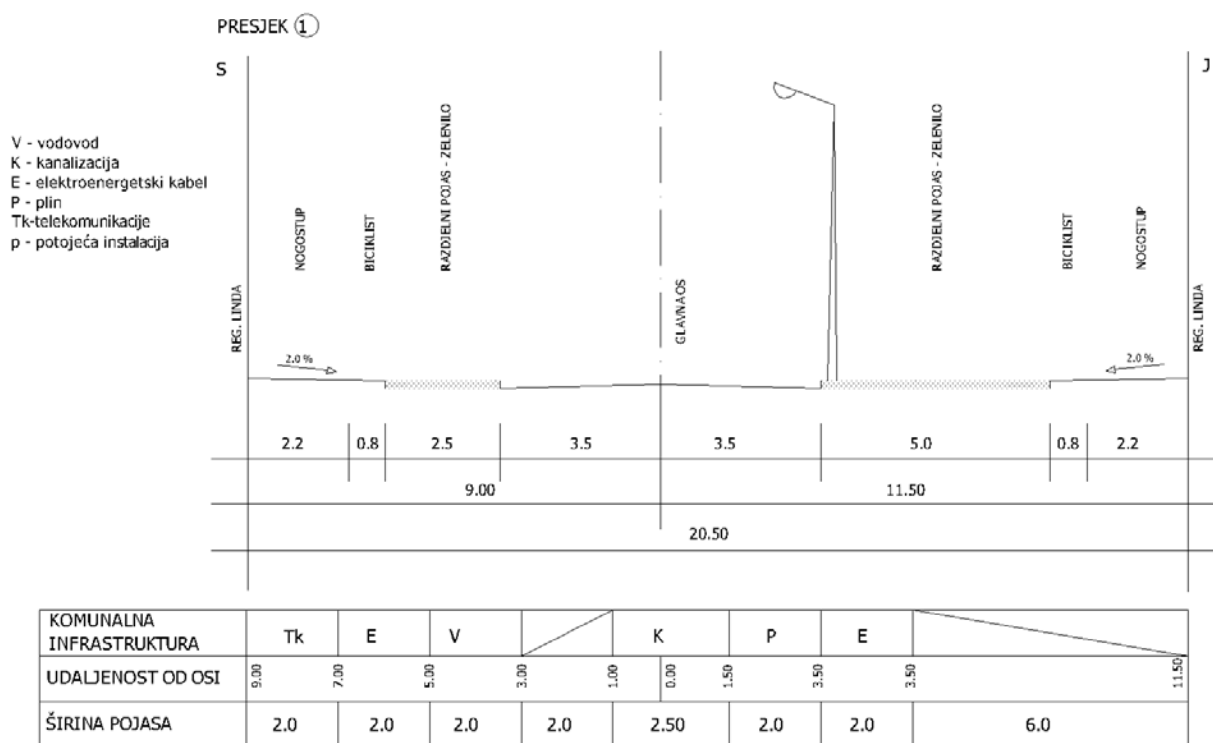 PRESJEK 1
S
J
V - vodovod
K - kanalizacija
E - elektroenergetski kabel
P - plin
Tk-telekomunikacije
p - potojeća instalacija
REG. LINIJA
NOGOSTUP
BICIKLIST
RAZDJELNI POJAS - ZELENILO
GLAVNA OS
RAZDJELNI POJAS - ZELENILO
BICIKLIST
NOGOSTUP
REG. LINIJA
2.0 %
2.0 %
2.2 0.8 2.5 3.5 3.5 5.0 0.8 2.2
9.00 11.50
20.50
KOMUNALNA
INFRASTRUKTURA Tk E V K P E
UDALJENOST OD OSI 9.00 7.00 5.00 3.00 1.00 0.00 1.50 3.50 3.50 11.50
ŠIRINA POJASA 2.0 2.0 2.0 2.0 2.50 2.0 2.0 6.0